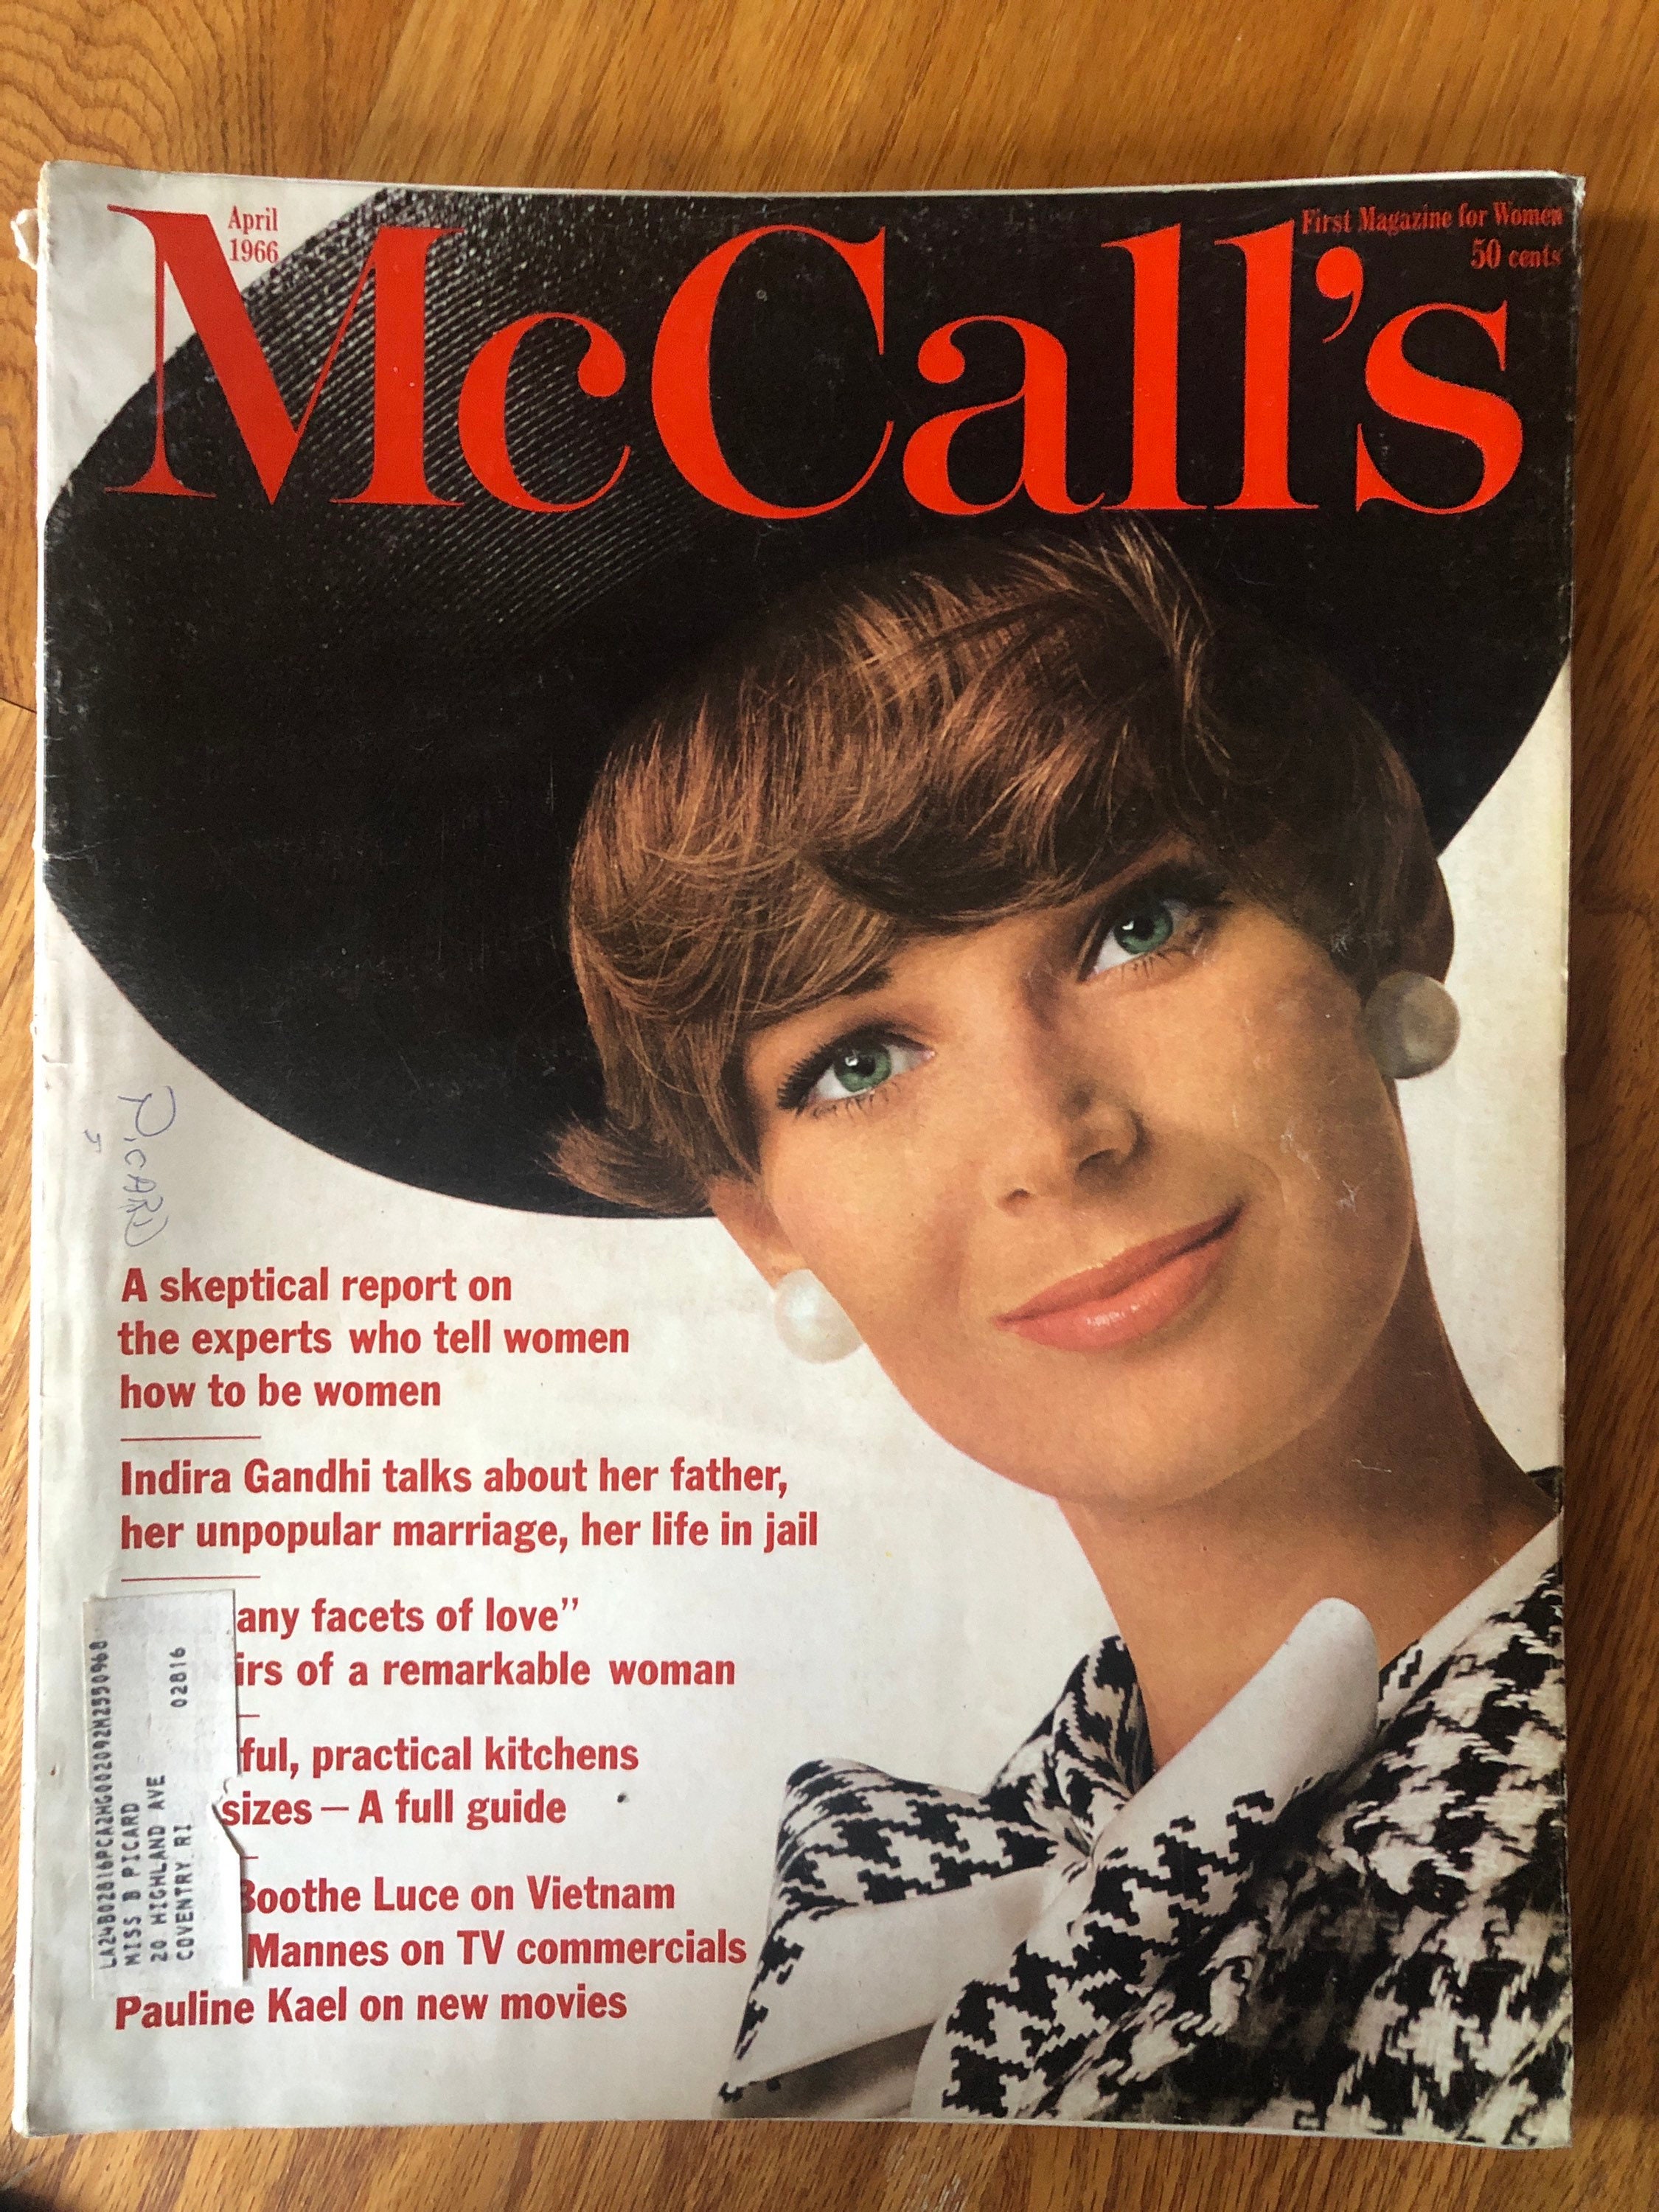 April
1966
McCall's
First Magazine for Women
50 cents
Picard
5
A skeptical report on
the experts who tell women
how to be women
Indira Gandhi talks about her father,
her unpopular marriage, her life in jail
any facets of love”
irs of a remarkable woman
ful, practical kitchens
sizes – A full guide
Boothe Luce on Vietnam
Mannes on TV commercials
Pauline Kael on new movies
MISS B PICARD
20 HIGHLAND AVE
COVENTRY RI 02816